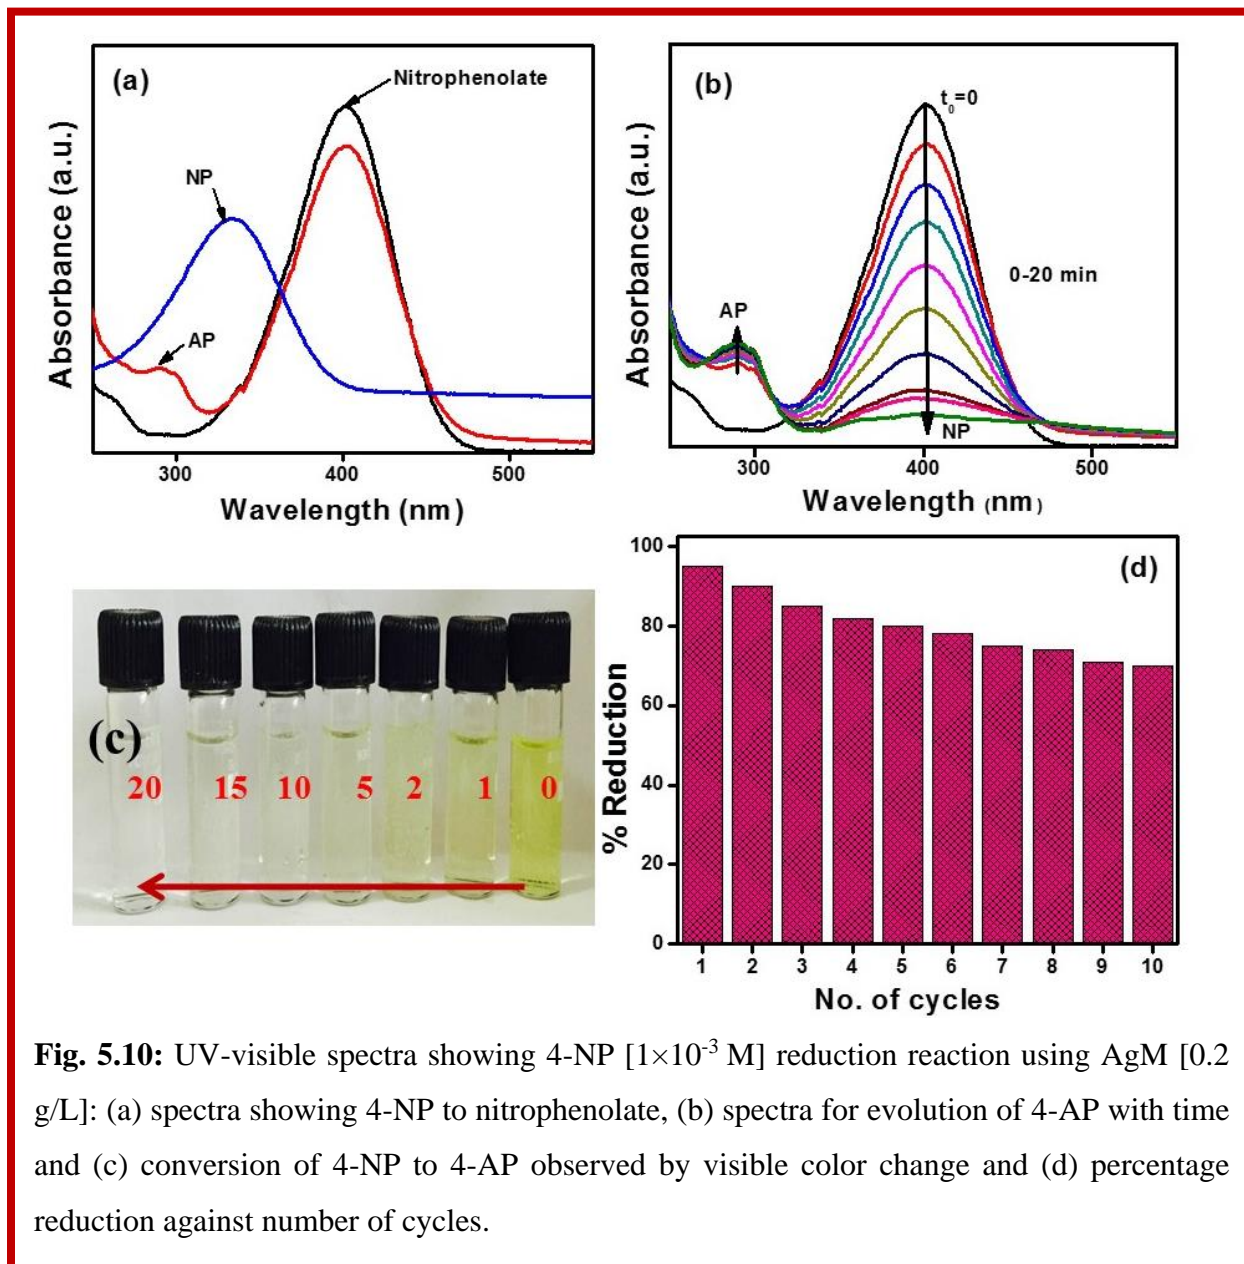 (a)
Nitrophenolate
NP
AP
Absorbance (a.u.)
300 400 500
Wavelength (nm)
(b)
t₀=0
0-20 min
AP
NP
Absorbance (a.u.)
300 400 500
Wavelength (nm)
(c)
20 15 10 5 2 1 0
(d)
100
80
60
40
20
0
% Reduction
1 2 3 4 5 6 7 8 9 10
No. of cycles
Fig. 5.10: UV-visible spectra showing 4-NP [1×10⁻³ M] reduction reaction using AgM [0.2
g/L]: (a) spectra showing 4-NP to nitrophenolate, (b) spectra for evolution of 4-AP with time
and (c) conversion of 4-NP to 4-AP observed by visible color change and (d) percentage
reduction against number of cycles.